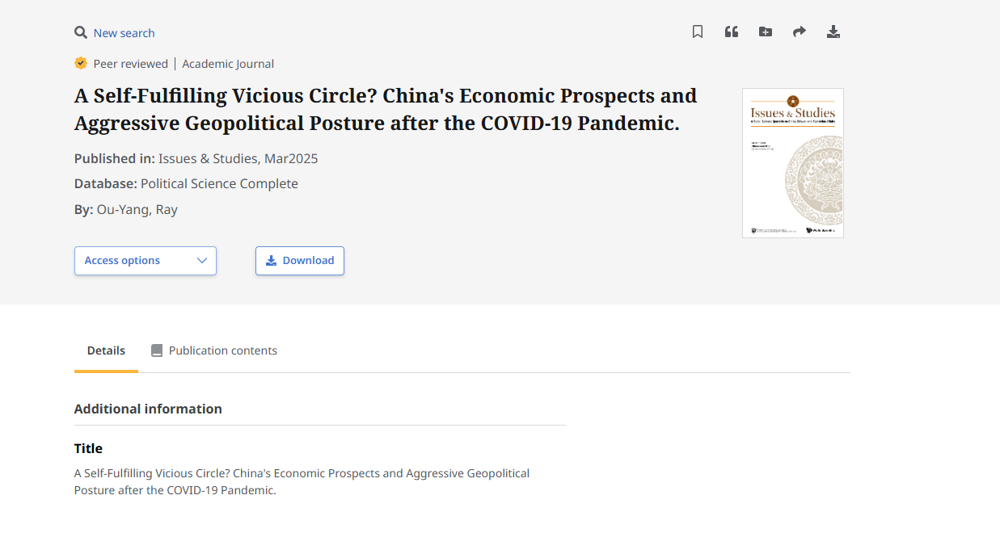 New search
Peer reviewed | Academic Journal
A Self-Fulfilling Vicious Circle? China's Economic Prospects and
Aggressive Geopolitical Posture after the COVID-19 Pandemic.
Issues & Studies
Published in: Issues & Studies, Mar2025
Database: Political Science Complete
By: Ou-Yang, Ray
Access options
Download
Details
Publication contents
Additional information
Title
A Self-Fulfilling Vicious Circle? China's Economic Prospects and Aggressive Geopolitical
Posture after the COVID-19 Pandemic.